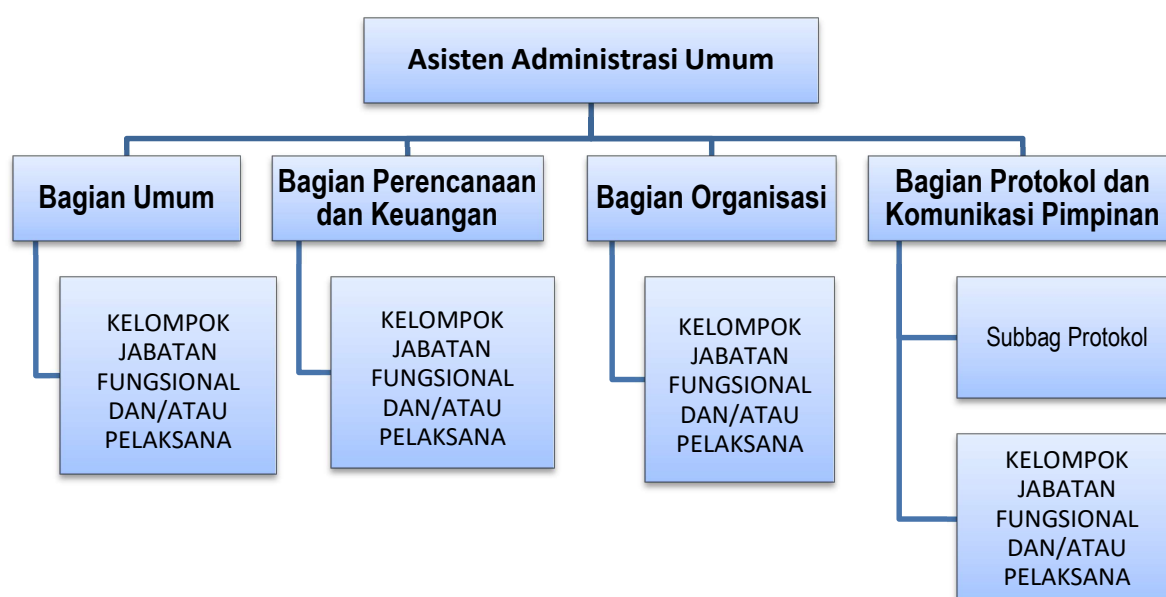 Asisten Administrasi Umum
Bagian Umum
Bagian Perencanaan
dan Keuangan
Bagian Organisasi
Bagian Protokol dan
Komunikasi Pimpinan
KELOMPOK
JABATAN
FUNGSIONAL
DAN/ATAU
PELAKSANA
KELOMPOK
JABATAN
FUNGSIONAL
DAN/ATAU
PELAKSANA
KELOMPOK
JABATAN
FUNGSIONAL
DAN/ATAU
PELAKSANA
Subbag Protokol
KELOMPOK
JABATAN
FUNGSIONAL
DAN/ATAU
PELAKSANA